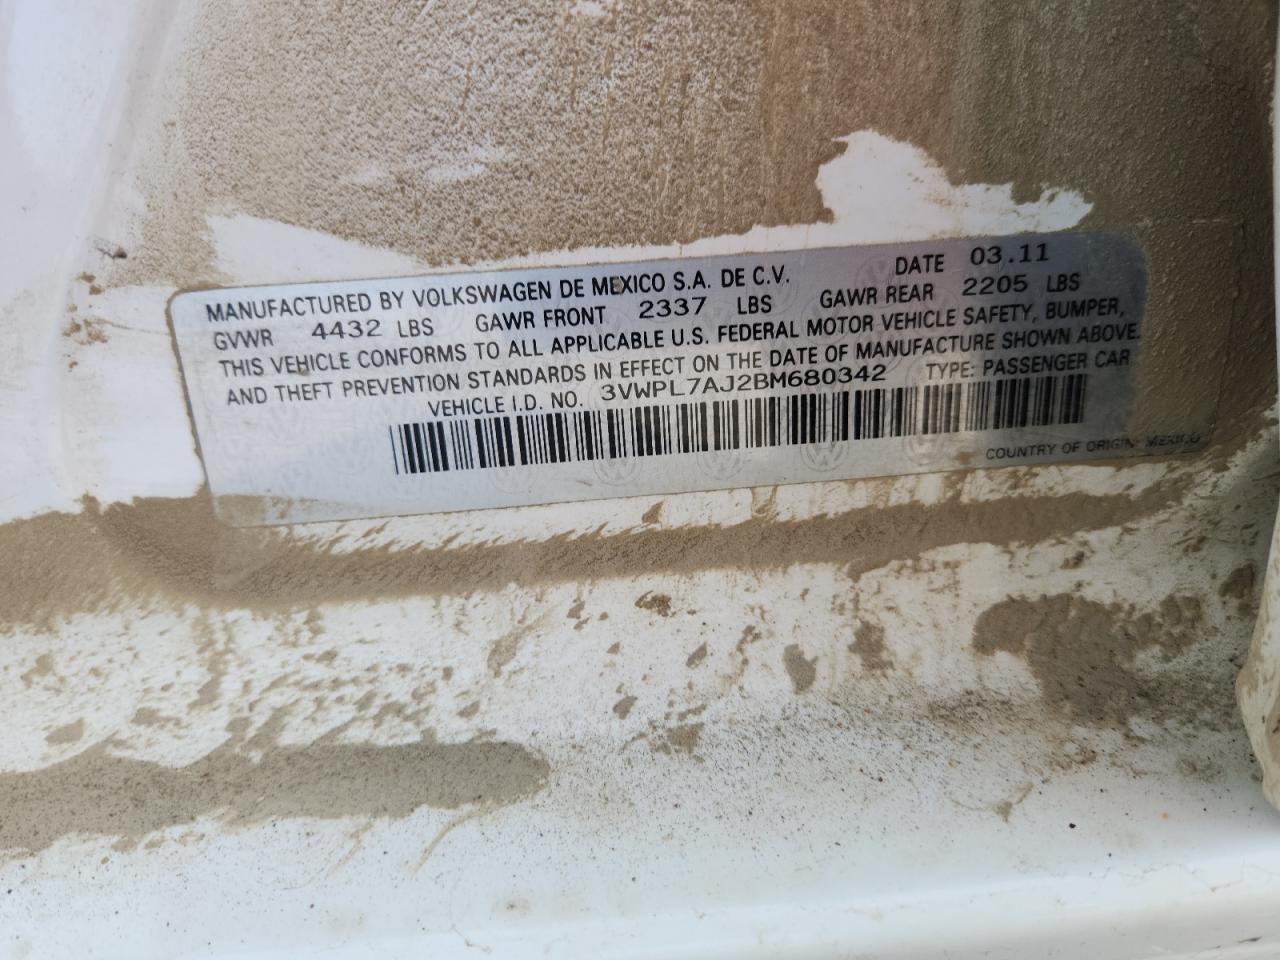 MANUFACTURED BY VOLKSWAGEN DE MEXICO S.A. DE C.V. DATE 03.11
GVWR 4432 LBS GAWR FRONT 2337 LBS GAWR REAR 2205 LBS
THIS VEHICLE CONFORMS TO ALL APPLICABLE U.S. FEDERAL MOTOR VEHICLE SAFETY, BUMPER,
AND THEFT PREVENTION STANDARDS IN EFFECT ON THE DATE OF MANUFACTURE SHOWN ABOVE.
VEHICLE I.D. NO. 3VWPL7AJ2BM680342 TYPE: PASSENGER CAR
COUNTRY OF ORIGIN: MEXICO